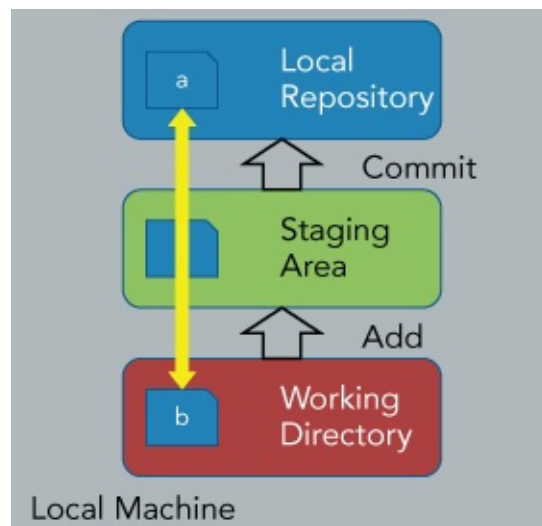 a
Local
Repository
Commit
Staging
Area
Add
b
Working
Directory
Local Machine